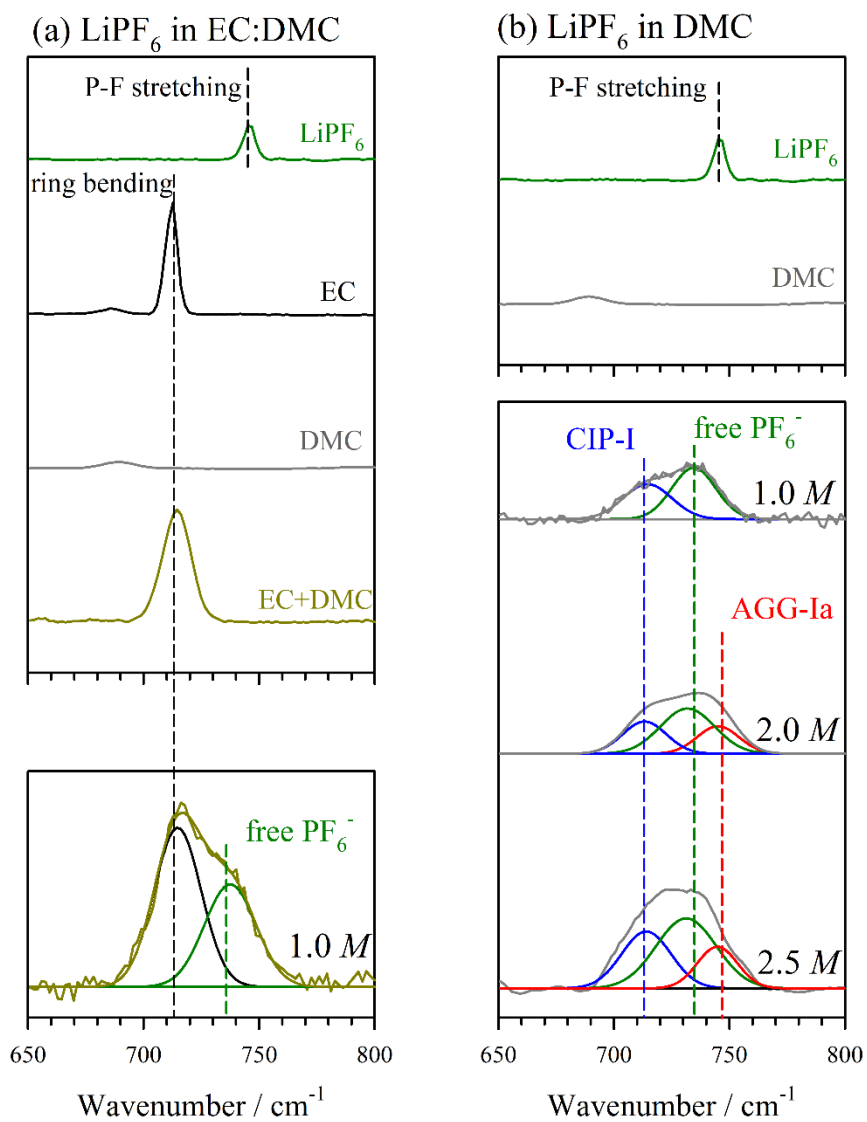 (a) LiPF₆ in EC:DMC
P-F stretching
LiPF₆
ring bending
EC
DMC
EC+DMC
free PF₆⁻
1.0 M
650 700 750 800
Wavenumber / cm⁻¹
(b) LiPF₆ in DMC
P-F stretching
LiPF₆
DMC
CIP-I
free PF₆⁻
1.0 M
AGG-Ia
2.0 M
2.5 M
650 700 750 800
Wavenumber / cm⁻¹